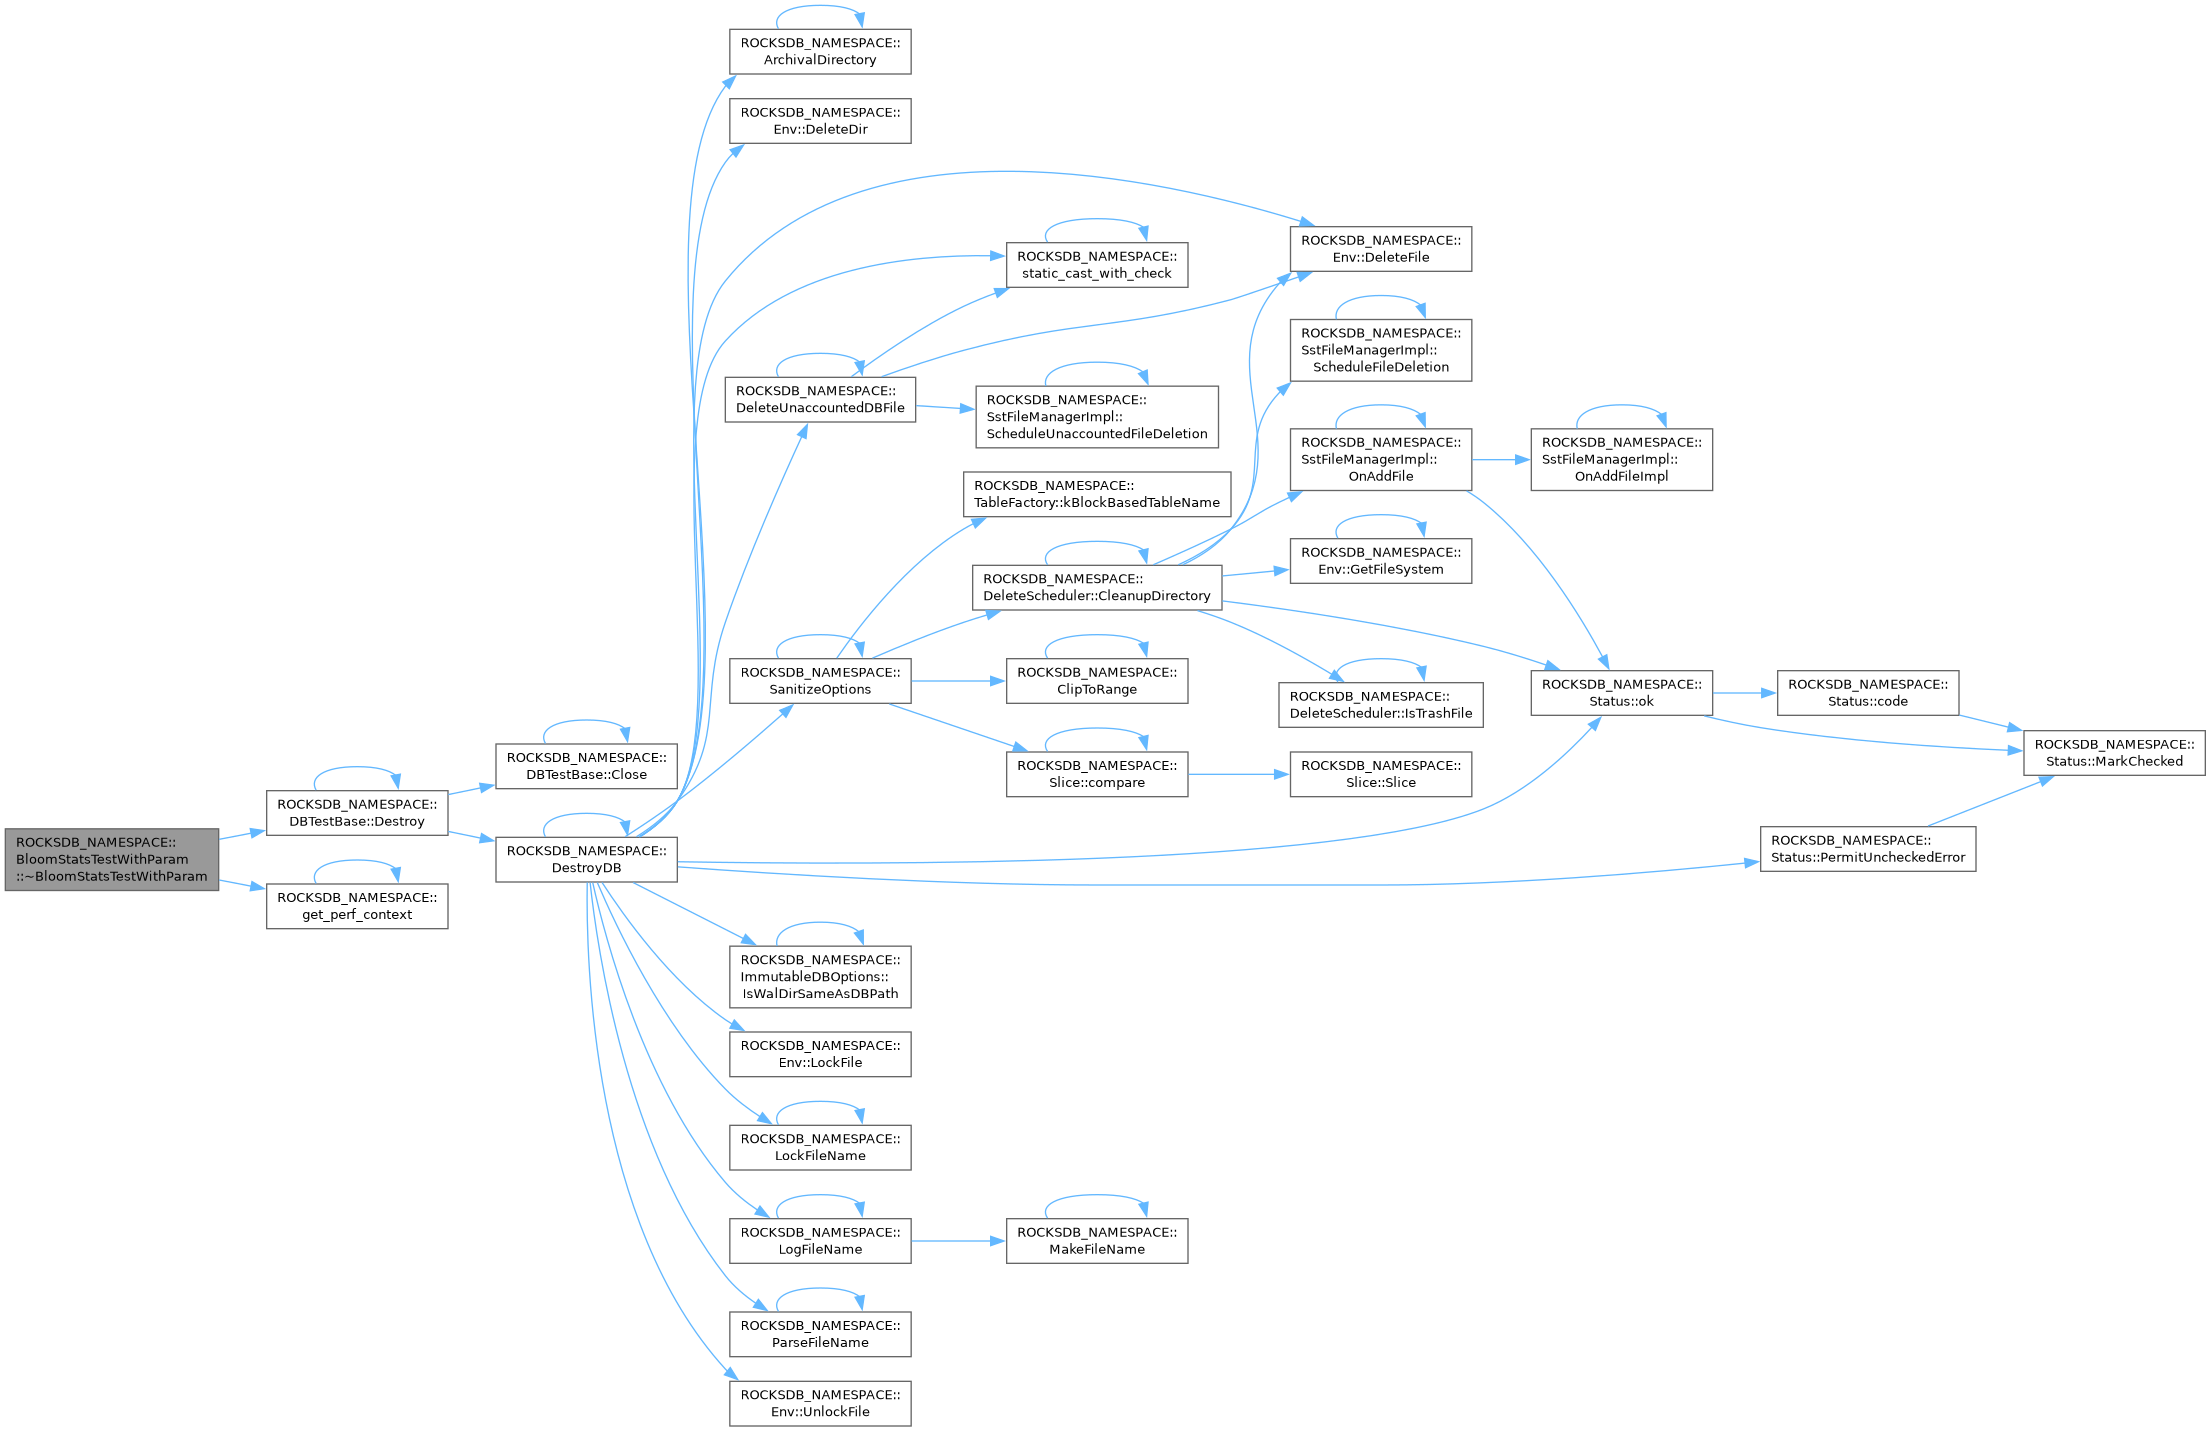 ROCKSDB_NAMESPACE::
BloomStatsTestWithParam
::~BloomStatsTestWithParam
ROCKSDB_NAMESPACE::
DBTestBase::Destroy
ROCKSDB_NAMESPACE::
get_perf_context
ROCKSDB_NAMESPACE::
DBTestBase::Close
ROCKSDB_NAMESPACE::
DestroyDB
ROCKSDB_NAMESPACE::
ArchivalDirectory
ROCKSDB_NAMESPACE::
Env::DeleteDir
ROCKSDB_NAMESPACE::
DeleteUnaccountedDBFile
ROCKSDB_NAMESPACE::
SanitizeOptions
ROCKSDB_NAMESPACE::
ImmutableDBOptions::
IsWalDirSameAsDBPath
ROCKSDB_NAMESPACE::
Env::LockFile
ROCKSDB_NAMESPACE::
LockFileName
ROCKSDB_NAMESPACE::
LogFileName
ROCKSDB_NAMESPACE::
ParseFileName
ROCKSDB_NAMESPACE::
Env::UnlockFile
ROCKSDB_NAMESPACE::
static_cast_with_check
ROCKSDB_NAMESPACE::
SstFileManagerImpl::
ScheduleUnaccountedFileDeletion
ROCKSDB_NAMESPACE::
TableFactory::kBlockBasedTableName
ROCKSDB_NAMESPACE::
DeleteScheduler::CleanupDirectory
ROCKSDB_NAMESPACE::
ClipToRange
ROCKSDB_NAMESPACE::
Slice::compare
ROCKSDB_NAMESPACE::
MakeFileName
ROCKSDB_NAMESPACE::
Env::DeleteFile
ROCKSDB_NAMESPACE::
SstFileManagerImpl::
ScheduleFileDeletion
ROCKSDB_NAMESPACE::
SstFileManagerImpl::
OnAddFile
ROCKSDB_NAMESPACE::
Env::GetFileSystem
ROCKSDB_NAMESPACE::
DeleteScheduler::IsTrashFile
ROCKSDB_NAMESPACE::
Slice::Slice
ROCKSDB_NAMESPACE::
SstFileManagerImpl::
OnAddFileImpl
ROCKSDB_NAMESPACE::
Status::ok
ROCKSDB_NAMESPACE::
Status::code
ROCKSDB_NAMESPACE::
Status::PermitUncheckedError
ROCKSDB_NAMESPACE::
Status::MarkChecked